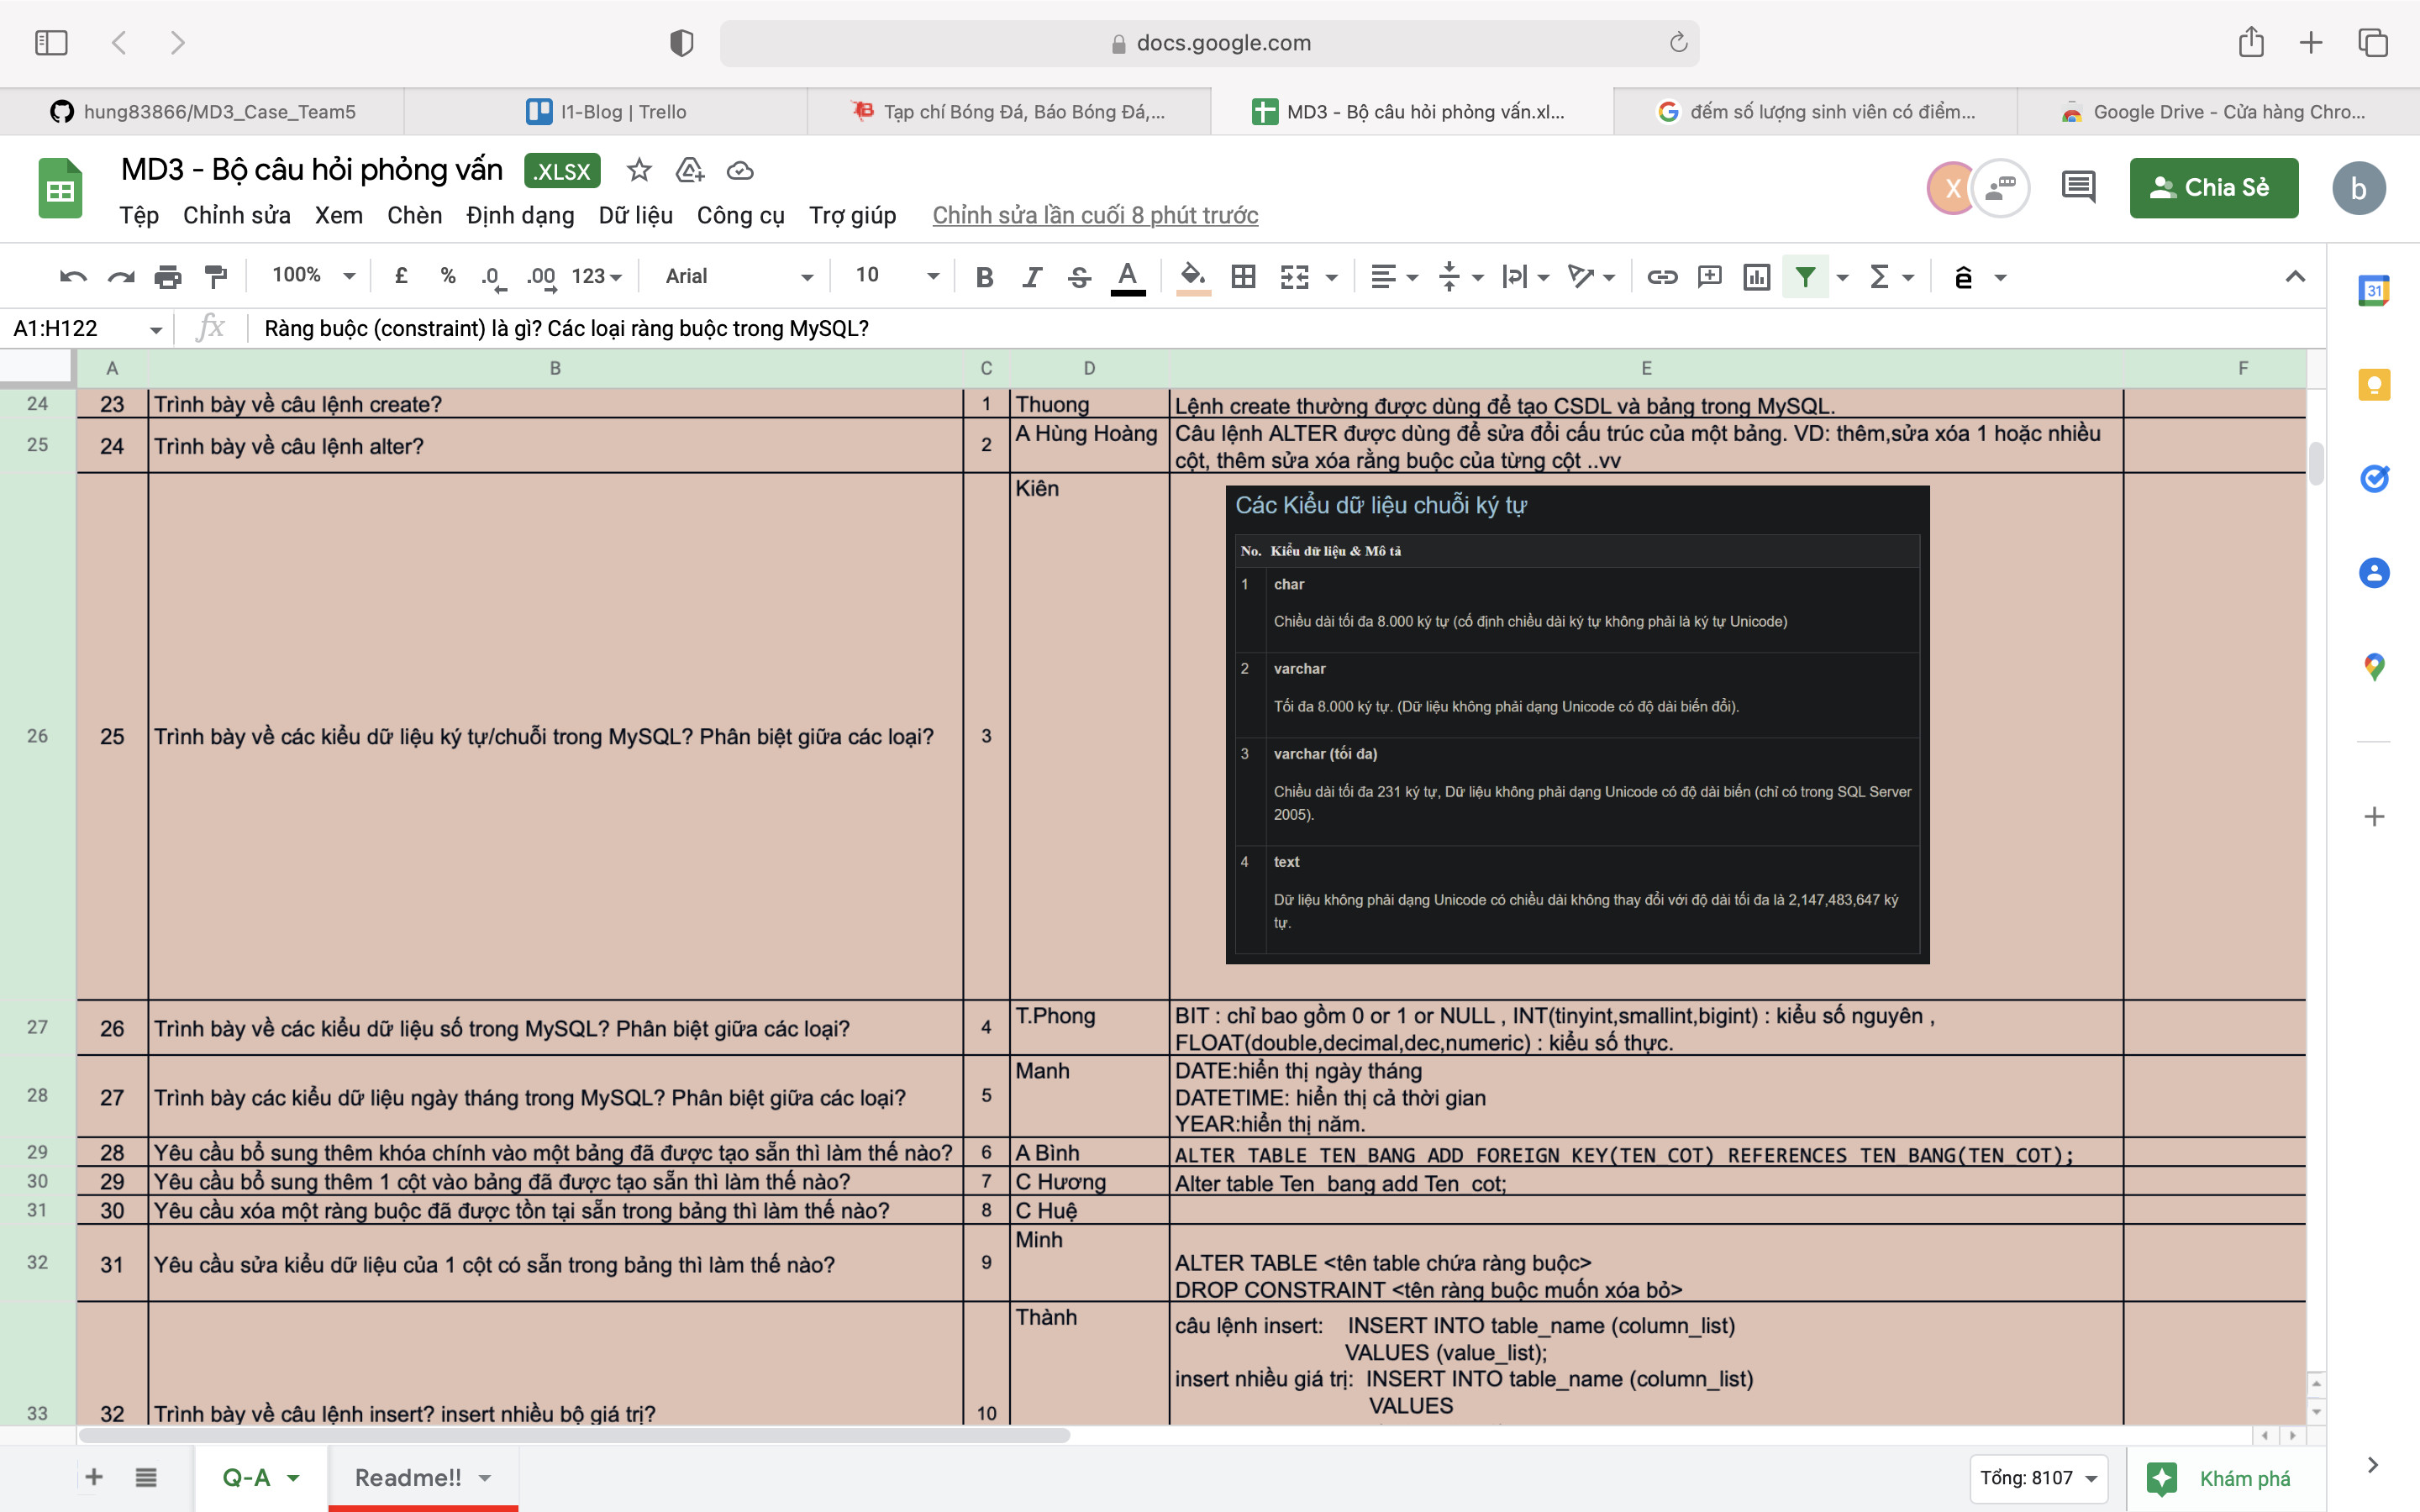 docs.google.com
hung83866/MD3_Case_Team5
I1-Blog | Trello
Tạp chí Bóng Đá, Báo Bóng Đá,...
MD3 - Bộ câu hỏi phỏng vấn.xl...
đếm số lượng sinh viên có điểm...
Google Drive - Cửa hàng Chro...
MD3 - Bộ câu hỏi phỏng vấn
.XLSX
X
Chia Sẻ
b
Tệp Chỉnh sửa Xem Chèn Định dạng Dữ liệu Công cụ Trợ giúp Chỉnh sửa lần cuối 8 phút trước
100% £ % .0 .00 123 Arial 10 B I S A Σ ê
31
A1:H122 fx Ràng buộc (constraint) là gì? Các loại ràng buộc trong MySQL?
A B C D E F
24 23 Trình bày về câu lệnh create? 1 Thuong Lệnh create thường được dùng để tạo CSDL và bảng trong MySQL.
25 24 Trình bày về câu lệnh alter? 2 A Hùng Hoàng Câu lệnh ALTER được dùng để sửa đổi cấu trúc của một bảng. VD: thêm,sửa xóa 1 hoặc nhiều
cột, thêm sửa xóa rằng buộc của từng cột ..vv
26 25 Trình bày về các kiểu dữ liệu ký tự/chuỗi trong MySQL? Phân biệt giữa các loại? 3 Kiên
Các Kiểu dữ liệu chuỗi ký tự
No. Kiểu dữ liệu & Mô tả
1 char
Chiều dài tối đa 8.000 ký tự (cố định chiều dài ký tự không phải là ký tự Unicode)
2 varchar
Tối đa 8.000 ký tự. (Dữ liệu không phải dạng Unicode có độ dài biến đổi).
3 varchar (tối đa)
Chiều dài tối đa 231 ký tự, Dữ liệu không phải dạng Unicode có độ dài biến (chỉ có trong SQL Server
2005).
4 text
Dữ liệu không phải dạng Unicode có chiều dài không thay đổi với độ dài tối đa là 2,147,483,647 ký
tự.
27 26 Trình bày về các kiểu dữ liệu số trong MySQL? Phân biệt giữa các loại? 4 T.Phong BIT : chỉ bao gồm 0 or 1 or NULL , INT(tinyint,smallint,bigint) : kiểu số nguyên ,
FLOAT(double,decimal,dec,numeric) : kiểu số thực.
28 27 Trình bày các kiểu dữ liệu ngày tháng trong MySQL? Phân biệt giữa các loại? 5 Manh DATE:hiển thị ngày tháng
DATETIME: hiển thị cả thời gian
YEAR:hiển thị năm.
29 28 Yêu cầu bổ sung thêm khóa chính vào một bảng đã được tạo sẵn thì làm thế nào? 6 A Bình ALTER TABLE TEN_BANG ADD FOREIGN KEY(TEN_COT) REFERENCES TEN_BANG(TEN_COT);
30 29 Yêu cầu bổ sung thêm 1 cột vào bảng đã được tạo sẵn thì làm thế nào? 7 C Hương Alter table Ten_bang add Ten_cot;
31 30 Yêu cầu xóa một ràng buộc đã được tồn tại sẵn trong bảng thì làm thế nào? 8 C Huệ
32 31 Yêu cầu sửa kiểu dữ liệu của 1 cột có sẵn trong bảng thì làm thế nào? 9 Minh
ALTER TABLE <tên table chứa ràng buộc>
DROP CONSTRAINT <tên ràng buộc muốn xóa bỏ>
33 32 Trình bày về câu lệnh insert? insert nhiều bộ giá trị? 10 Thành
câu lệnh insert: INSERT INTO table_name (column_list)
VALUES (value_list);
insert nhiều giá trị: INSERT INTO table_name (column_list)
VALUES
Q-A Readme!! Tổng: 8107 Khám phá